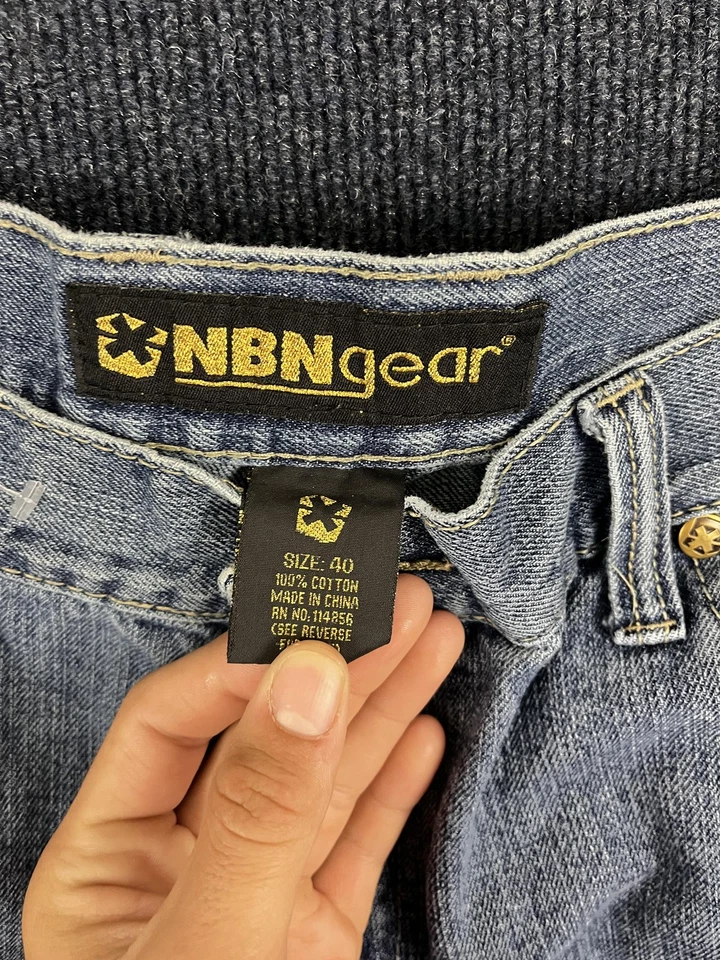 NBNgear®
SIZE: 40
100% COTTON
MADE IN CHINA
RN NO. 114856
(SEE REVERSE